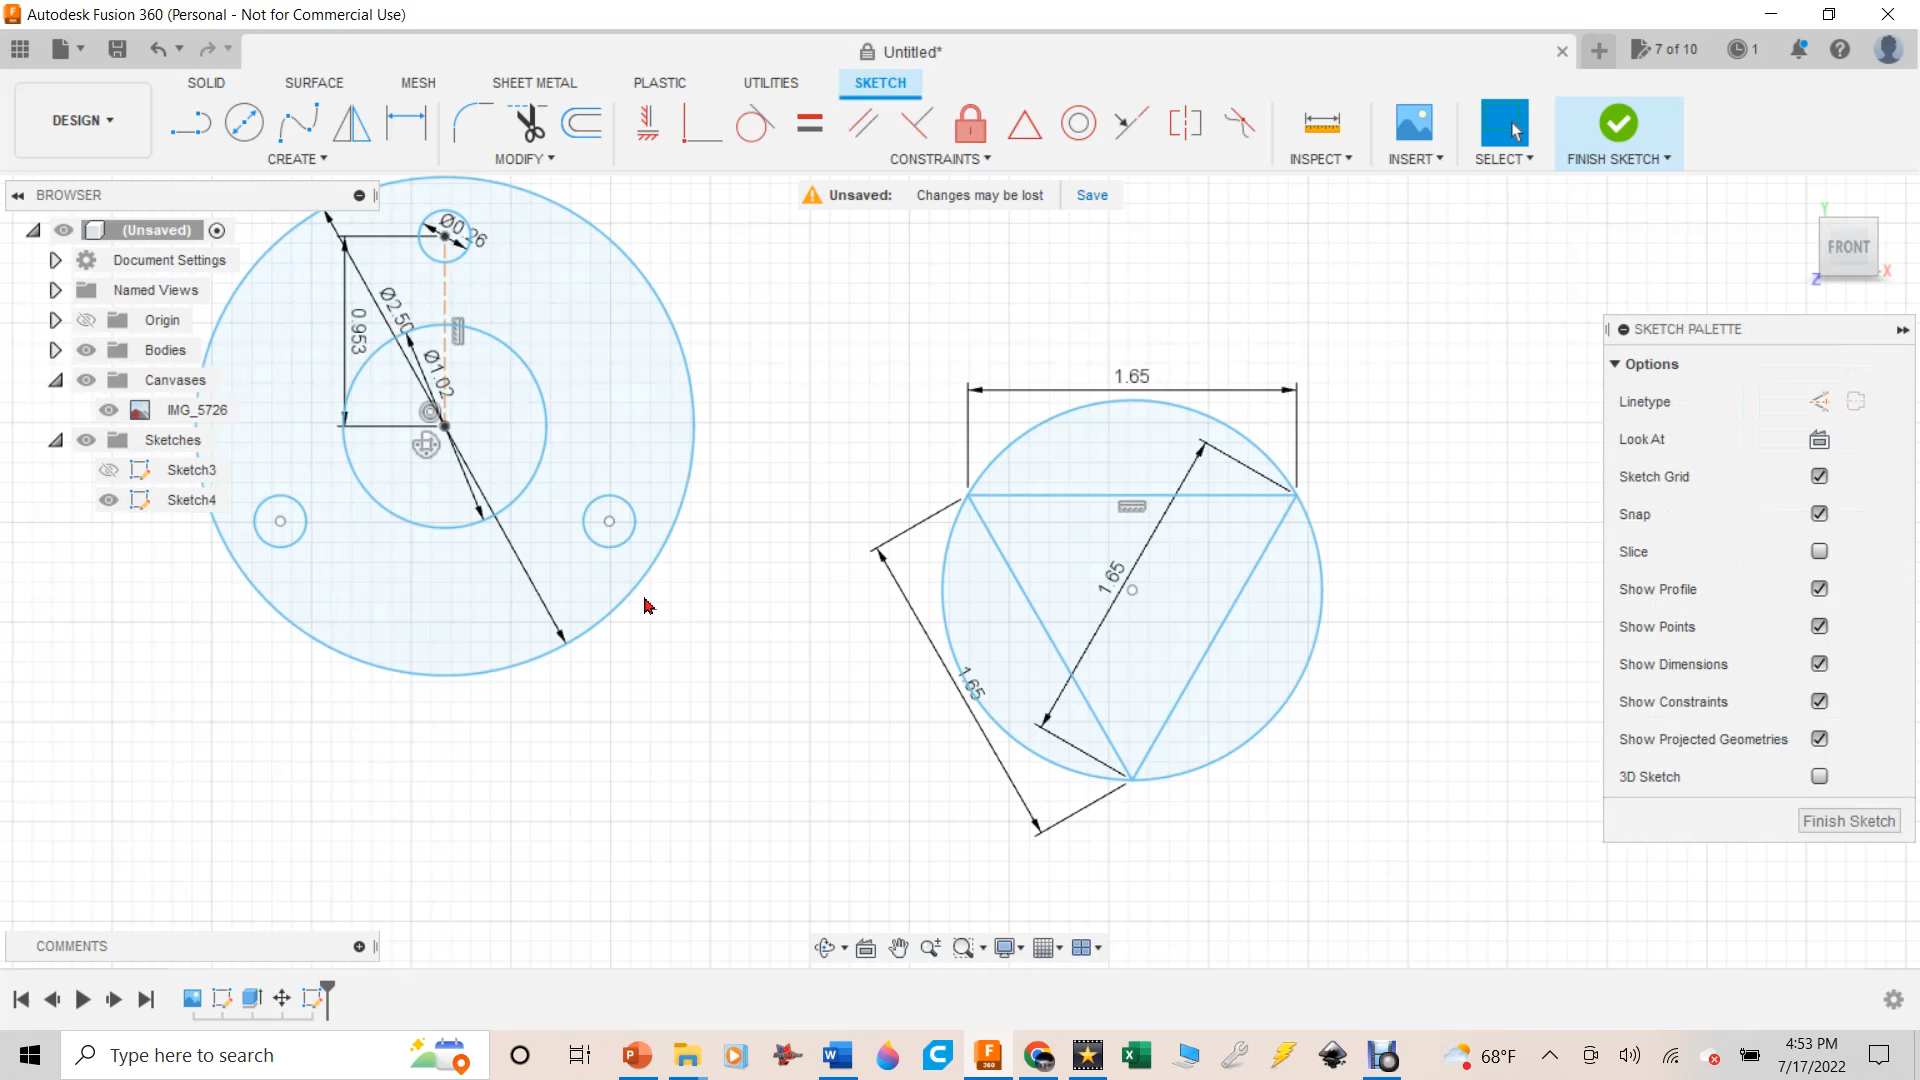 Autodesk Fusion 360 (Personal - Not for Commercial Use)
Untitled*
7 of 10
1
SOLID
SURFACE
MESH
SHEET METAL
PLASTIC
UTILITIES
SKETCH
DESIGN
CREATE
MODIFY
CONSTRAINTS
INSPECT
INSERT
SELECT
FINISH SKETCH
BROWSER
Unsaved: Changes may be lost Save
(Unsaved)
Document Settings
Named Views
Origin
Bodies
Canvases
IMG_5726
Sketches
Sketch3
Sketch4
Ø0.26
Ø2.50
0.953
Ø1.02
1.65
1.65
1.65
Y
FRONT
Z
X
SKETCH PALETTE
Options
Linetype
Look At
Sketch Grid
Snap
Slice
Show Profile
Show Points
Show Dimensions
Show Constraints
Show Projected Geometries
3D Sketch
Finish Sketch
COMMENTS
Type here to search
68°F
4:53 PM
7/17/2022